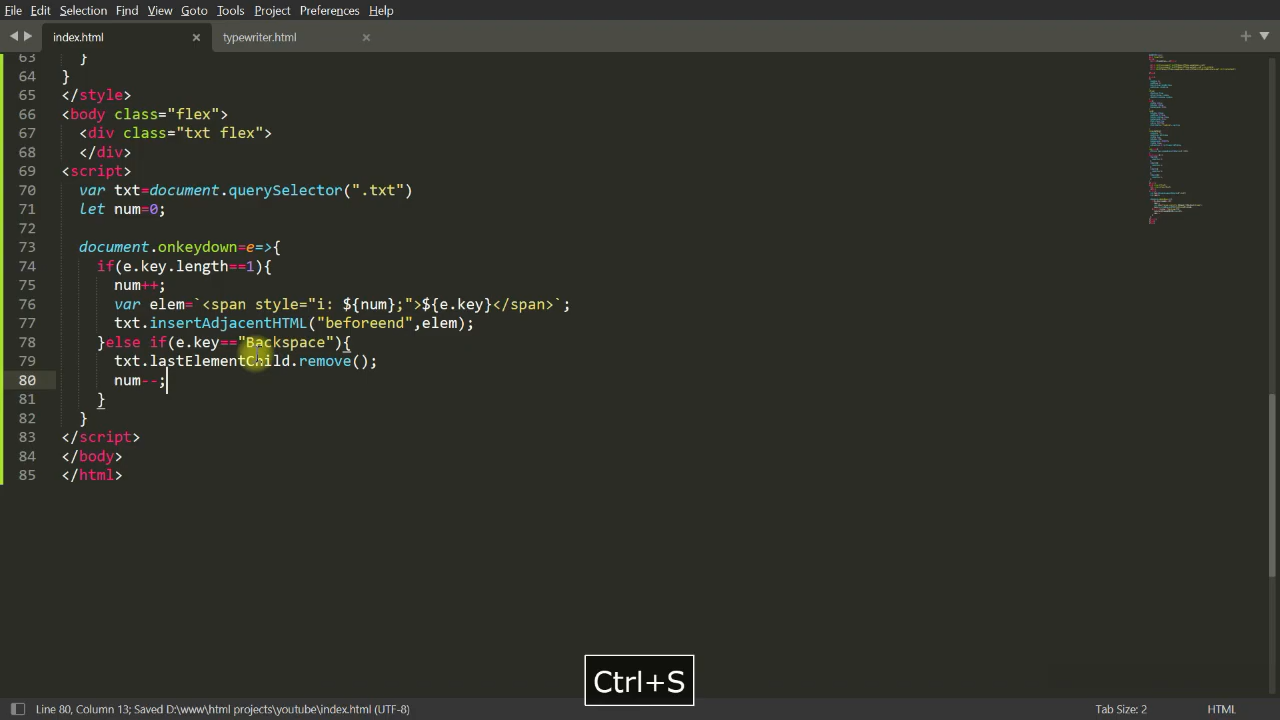 File Edit Selection Find View Goto Tools Project Preferences Help
index.html × typewriter.html ×
63 }
64 }
65 </style>
66 <body class="flex">
67 <div class="txt flex">
68 </div>
69 <script>
70 var txt=document.querySelector(".txt")
71 let num=0;
72
73 document.onkeydown=e=>{
74 if(e.key.length==1){
75 num++;
76 var elem=`<span style="i: ${num};">${e.key}</span>`;
77 txt.insertAdjacentHTML("beforeend",elem);
78 }else if(e.key=="Backspace"){
79 txt.lastElementChild.remove();
80 num--;
81 }
82 }
83 </script>
84 </body>
85 </html>
Ctrl+S
Line 80, Column 13; Saved D:\www\html projects\youtube\index.html (UTF-8) Tab Size: 2 HTML